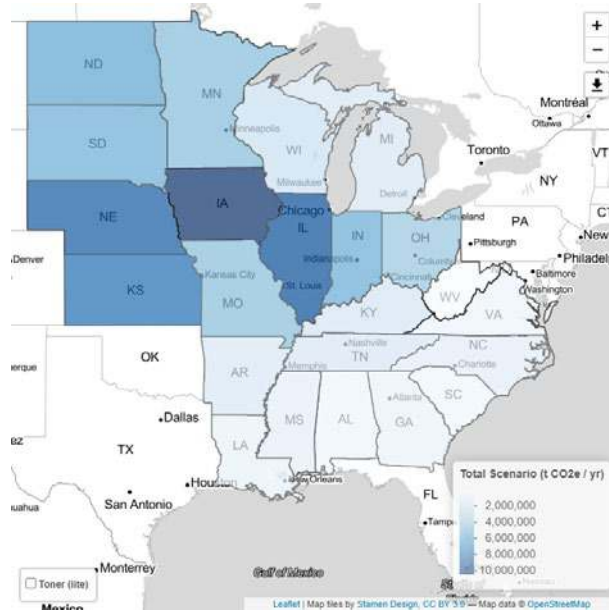 ND
MN
SD
Minneapolis
WI
MI
Milwaukee
Detroit
Montréal
Ottawa
Toronto
VT
NY
NE
IA
Chicago
IL
Cleveland
PA
Pittsburgh
New
Philadelp
Denver
IN
OH
Indianapolis
Columbu
Cincinnati
Baltimore
Washington
KS
Kansas City
St. Louis
MO
WV
VA
KY
OK
Nashville
TN
NC
Memphis
Charlotte
AR
Atlanta
SC
MS
AL
GA
Dallas
TX
LA
New Orleans
Houston
San Antonio
FL
Tampa
Monterrey
Gulf of Mexico
Mexico
Toner (lite)
Total Scenario (t CO2e / yr)
2,000,000
4,000,000
6,000,000
8,000,000
10,000,000
Leaflet | Map tiles by Stamen Design, CC BY 3.0 — Map data © OpenStreetMap